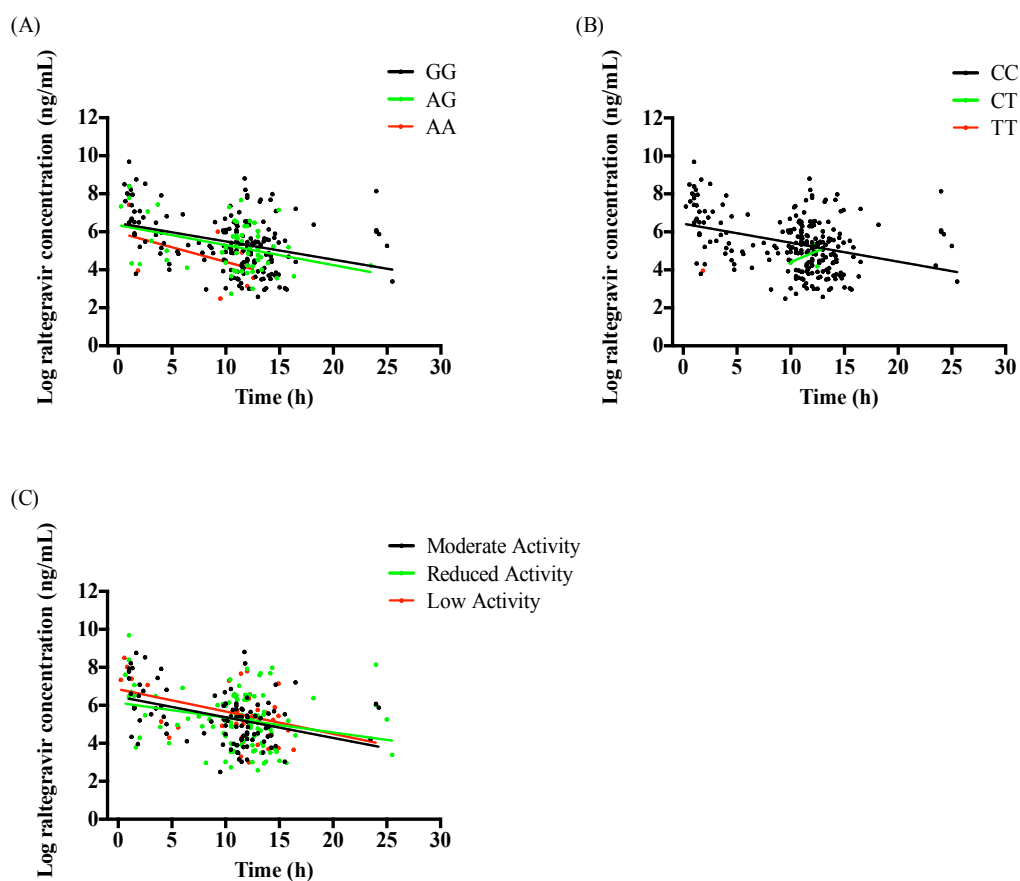 (A)
GG
AG
AA
Log raltegravir concentration (ng/mL)
12
10
8
6
4
2
0
0 5 10 15 20 25 30
Time (h)
(B)
CC
CT
TT
Log raltegravir concentration (ng/mL)
12
10
8
6
4
2
0
0 5 10 15 20 25 30
Time (h)
(C)
Moderate Activity
Reduced Activity
Low Activity
Log raltegravir concentration (ng/mL)
12
10
8
6
4
2
0
0 5 10 15 20 25 30
Time (h)